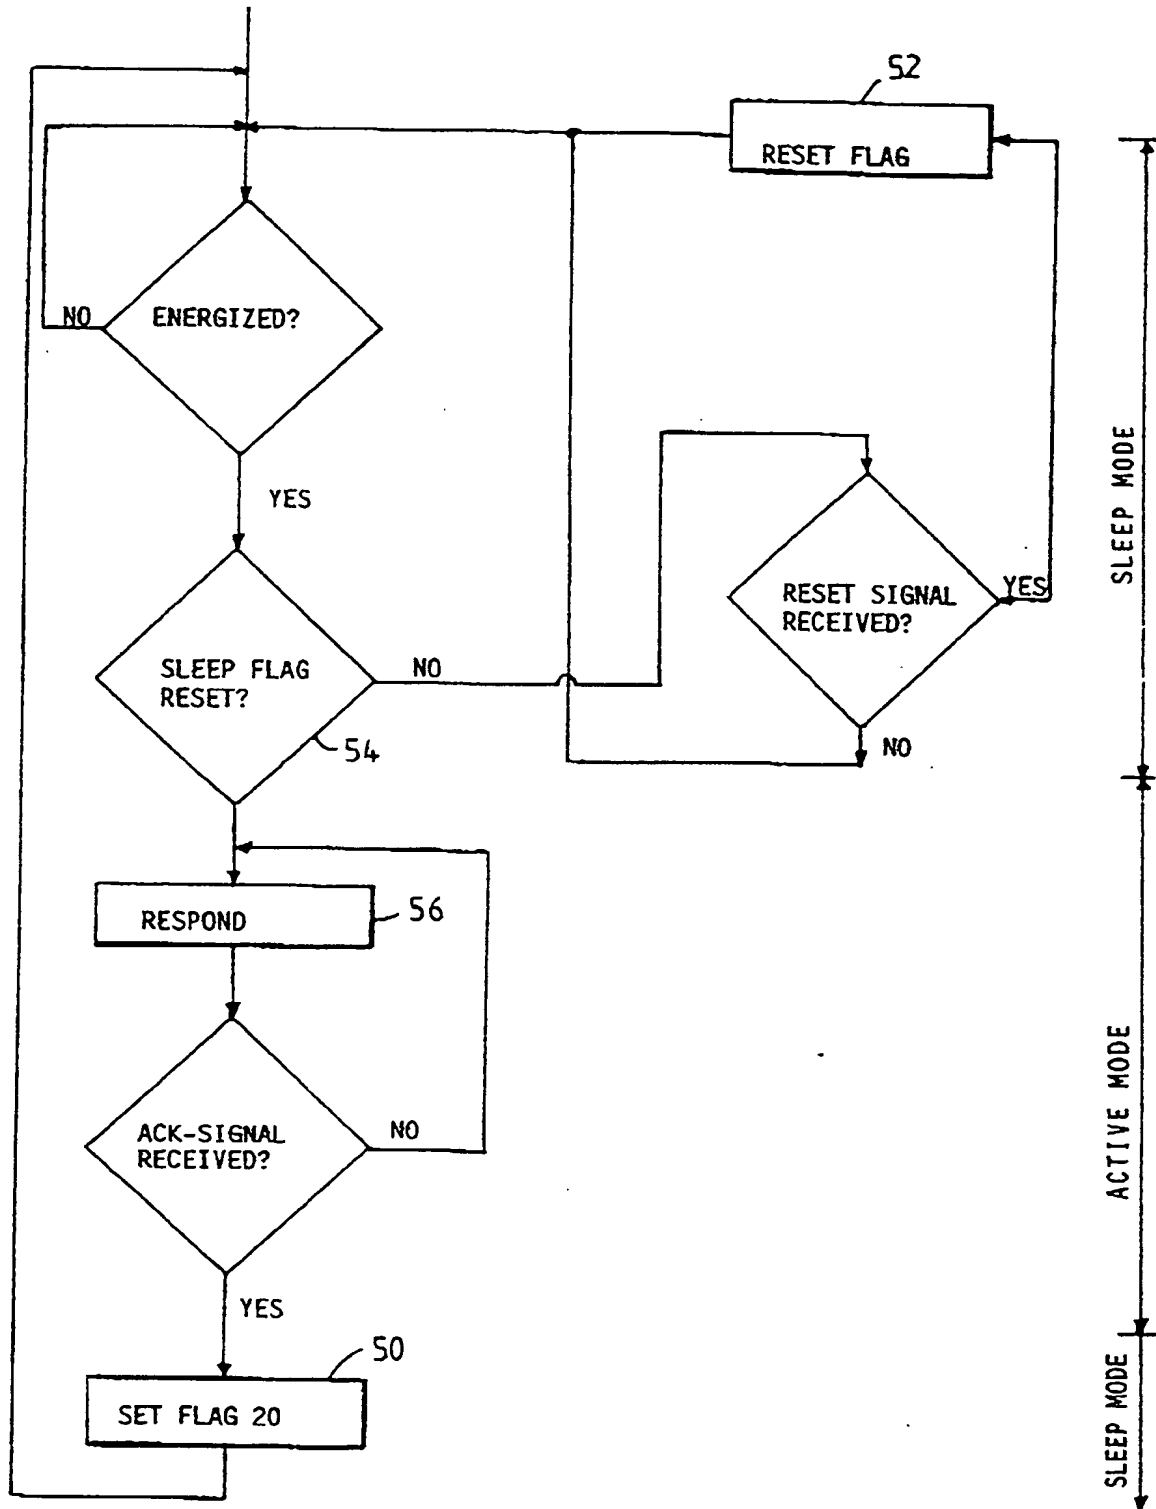 52
RESET FLAG
NO
ENERGIZED?
YES
SLEEP MODE
RESET SIGNAL
RECEIVED?
YES
SLEEP FLAG
RESET?
NO
54
NO
RESPOND
56
ACK-SIGNAL
RECEIVED?
NO
ACTIVE MODE
YES
50
SET FLAG 20
SLEEP MODE